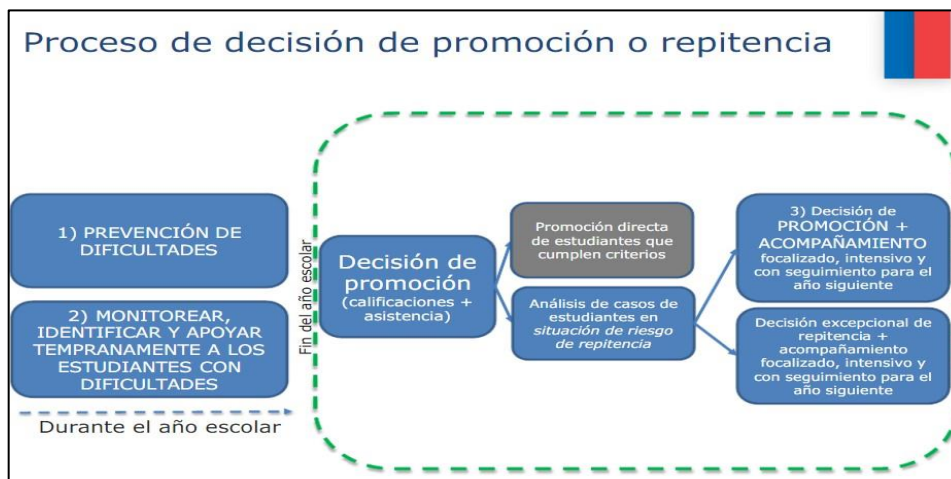 Proceso de decisión de promoción o repitencia
1) PREVENCIÓN DE
DIFICULTADES
2) MONITOREAR,
IDENTIFICAR Y APOYAR
TEMPRANAMENTE A LOS
ESTUDIANTES CON
DIFICULTADES
Durante el año escolar
Fin del año escolar
Decisión de
promoción
(calificaciones +
asistencia)
Promoción directa
de estudiantes que
cumplen criterios
Análisis de casos de
estudiantes en
situación de riesgo
de repitencia
3) Decisión de
PROMOCIÓN +
ACOMPAÑAMIENTO
focalizado, intensivo y
con seguimiento para el
año siguiente
Decisión excepcional de
repitencia +
acompañamiento
focalizado, intensivo y
con seguimiento para el
año siguiente